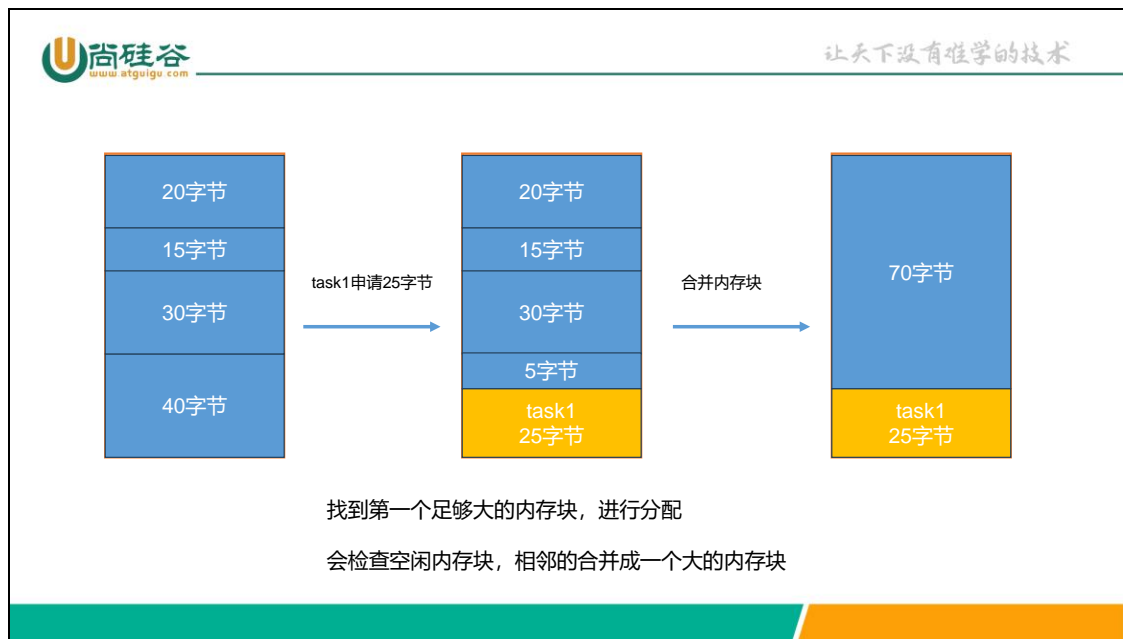 尚硅谷
www.atguigu.com
让天下没有难学的技术
20字节
15字节
30字节
40字节
task1申请25字节
20字节
15字节
30字节
5字节
task1
25字节
合并内存块
70字节
task1
25字节
找到第一个足够大的内存块，进行分配
会检查空闲内存块，相邻的合并成一个大的内存块